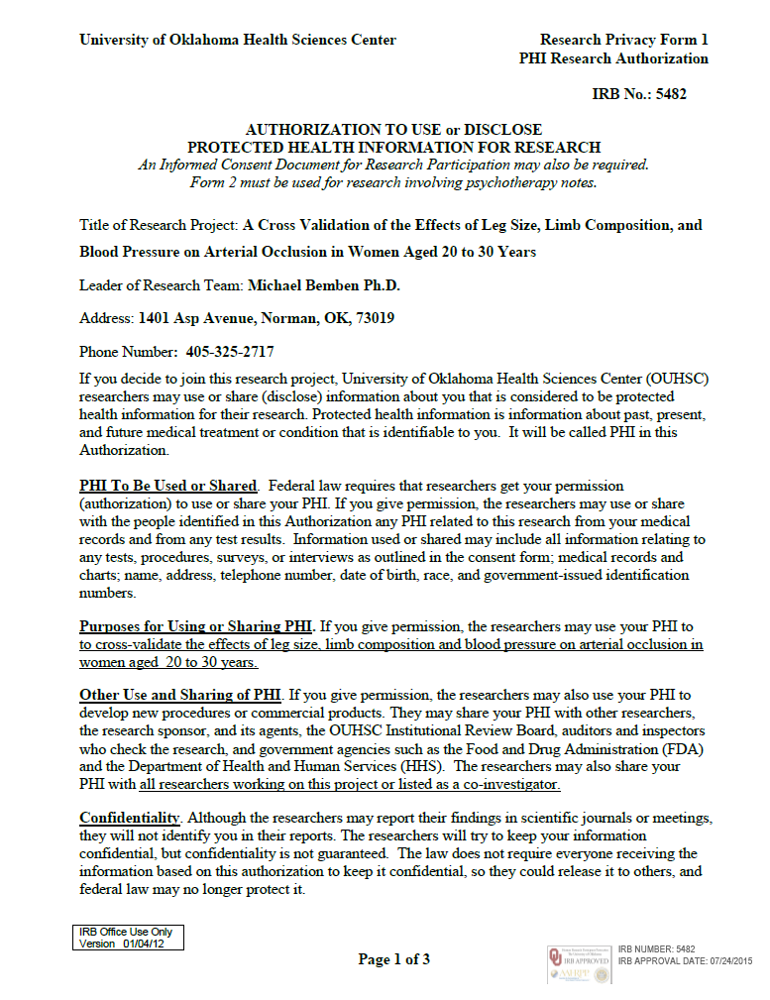 University of Oklahoma Health Sciences Center Research Privacy Form 1
PHI Research Authorization
IRB No.: 5482
AUTHORIZATION TO USE or DISCLOSE
PROTECTED HEALTH INFORMATION FOR RESEARCH
An Informed Consent Document for Research Participation may also be required.
Form 2 must be used for research involving psychotherapy notes.
Title of Research Project: A Cross Validation of the Effects of Leg Size, Limb Composition, and
Blood Pressure on Arterial Occlusion in Women Aged 20 to 30 Years
Leader of Research Team: Michael Bemben Ph.D.
Address: 1401 Asp Avenue, Norman, OK, 73019
Phone Number: 405-325-2717
If you decide to join this research project, University of Oklahoma Health Sciences Center (OUHSC)
researchers may use or share (disclose) information about you that is considered to be protected
health information for their research. Protected health information is information about past, present,
and future medical treatment or condition that is identifiable to you. It will be called PHI in this
Authorization.
PHI To Be Used or Shared. Federal law requires that researchers get your permission
(authorization) to use or share your PHI. If you give permission, the researchers may use or share
with the people identified in this Authorization any PHI related to this research from your medical
records and from any test results. Information used or shared may include all information relating to
any tests, procedures, surveys, or interviews as outlined in the consent form; medical records and
charts; name, address, telephone number, date of birth, race, and government-issued identification
numbers.
Purposes for Using or Sharing PHI. If you give permission, the researchers may use your PHI to
to cross-validate the effects of leg size, limb composition and blood pressure on arterial occlusion in
women aged 20 to 30 years.
Other Use and Sharing of PHI. If you give permission, the researchers may also use your PHI to
develop new procedures or commercial products. They may share your PHI with other researchers,
the research sponsor, and its agents, the OUHSC Institutional Review Board, auditors and inspectors
who check the research, and government agencies such as the Food and Drug Administration (FDA)
and the Department of Health and Human Services (HHS). The researchers may also share your
PHI with all researchers working on this project or listed as a co-investigator.
Confidentiality. Although the researchers may report their findings in scientific journals or meetings,
they will not identify you in their reports. The researchers will try to keep your information
confidential, but confidentiality is not guaranteed. The law does not require everyone receiving the
information based on this authorization to keep it confidential, so they could release it to others, and
federal law may no longer protect it.
IRB Office Use Only
Version 01/04/12
Page 1 of 3
IRB APPROVED
IRB NUMBER: 5482
IRB APPROVAL DATE: 07/24/2015